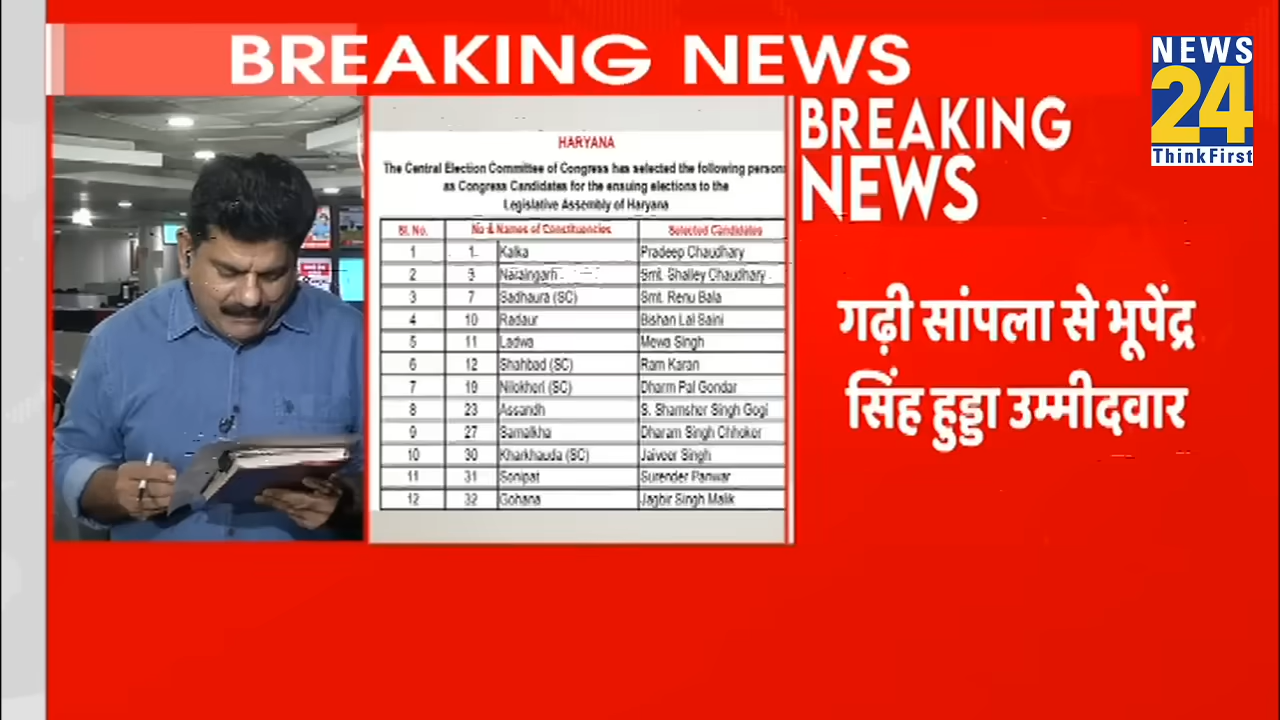 BREAKING NEWS
NEWS
24
ThinkFirst
BREAKING
NEWS
HARYANA
The Central Election Committee of Congress has selected the following person
as Congress Candidates for the ensuing elections to the
Legislative Assembly of Haryana
Sl. No. No & Names of Constituencies Selected Candidates
1 1 Kalka Pradeep Chaudhary
2 3 Naraingarh Smt. Shalley Chaudhary
3 7 Sadhaura (SC) Smt. Renu Bala
4 10 Radaur Bishan Lal Saini
5 11 Ladwa Mewa Singh
6 12 Shahbad (SC) Ram Karan
7 19 Nilokheri (SC) Dharm Pal Gondar
8 23 Assandh S. Shamsher Singh Gogi
9 27 Samalkha Dharam Singh Chhoker
10 30 Kharkhauda (SC) Jaiveer Singh
11 31 Sonipat Surender Panwar
12 32 Gohana Jagbir Singh Malik
गढ़ी सांपला से भूपेंद्र
सिंह हुड्डा उम्मीदवार